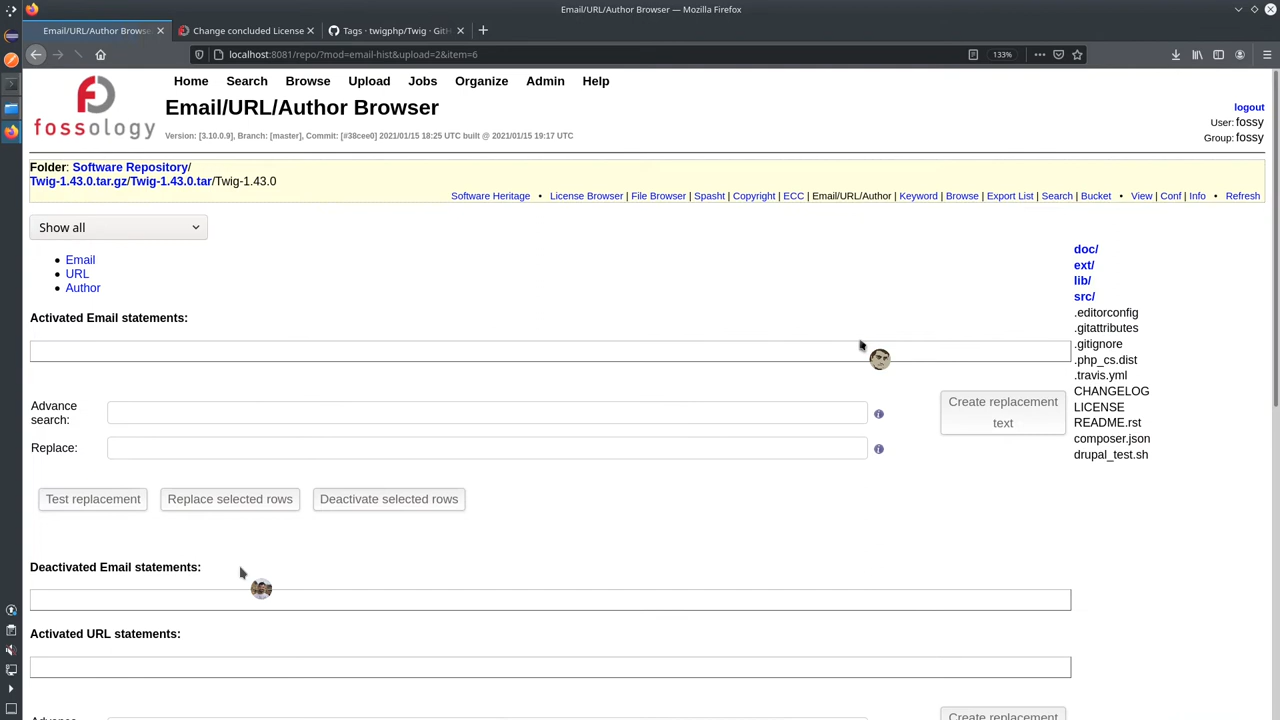 Email/URL/Author Browser — Mozilla Firefox
Email/URL/Author Browse
Change concluded License
Tags · twigphp/Twig · GitH
localhost:8081/repo/?mod=email-hist&upload=2&item=6
133%
Home Search Browse Upload Jobs Organize Admin Help
fossology
Email/URL/Author Browser
Version: [3.10.0.9], Branch: [master], Commit: [#38cee0] 2021/01/15 18:25 UTC built @ 2021/01/15 19:17 UTC
logout
User: fossy
Group: fossy
Folder: Software Repository/
Twig-1.43.0.tar.gz/Twig-1.43.0.tar/Twig-1.43.0
Software Heritage • License Browser | File Browser | Spasht | Copyright | ECC | Email/URL/Author | Keyword | Browse | Export List | Search | Bucket • View | Conf | Info • Refresh
Show all
Email
URL
Author
Activated Email statements:
Advance
search:
Replace:
Create replacement
text
Test replacement
Replace selected rows
Deactivate selected rows
Deactivated Email statements:
Activated URL statements:
Advance
Create replacement
doc/
ext/
lib/
src/
.editorconfig
.gitattributes
.gitignore
.php_cs.dist
.travis.yml
CHANGELOG
LICENSE
README.rst
composer.json
drupal_test.sh